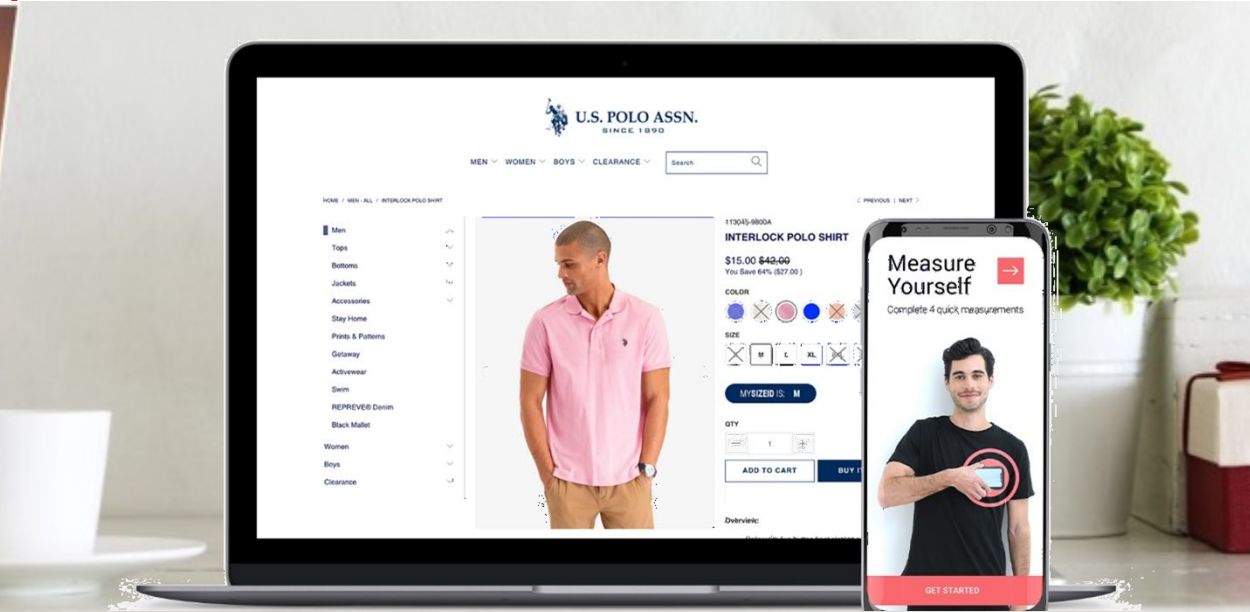 U.S. POLO ASSN.
SINCE 1890
MEN WOMEN BOYS CLEARANCE Search
HOME / MEN - ALL / INTERLOCK POLO SHIRT
PREVIOUS | NEXT
Men
Tops
Bottoms
Jackets
Accessories
Stay Home
Prints & Patterns
Getaway
Activewear
Swim
REPREVE® Denim
Black Mallet
Women
Boys
Clearance
113045-9800A
INTERLOCK POLO SHIRT
$15.00 $42.00
You Save 64% ($27.00 )
COLOR
SIZE
M L XL
MYSIZEID IS: M
QTY
1
ADD TO CART
BUY
Overview:
Measure
Yourself
Complete 4 quick measurements
GET STARTED